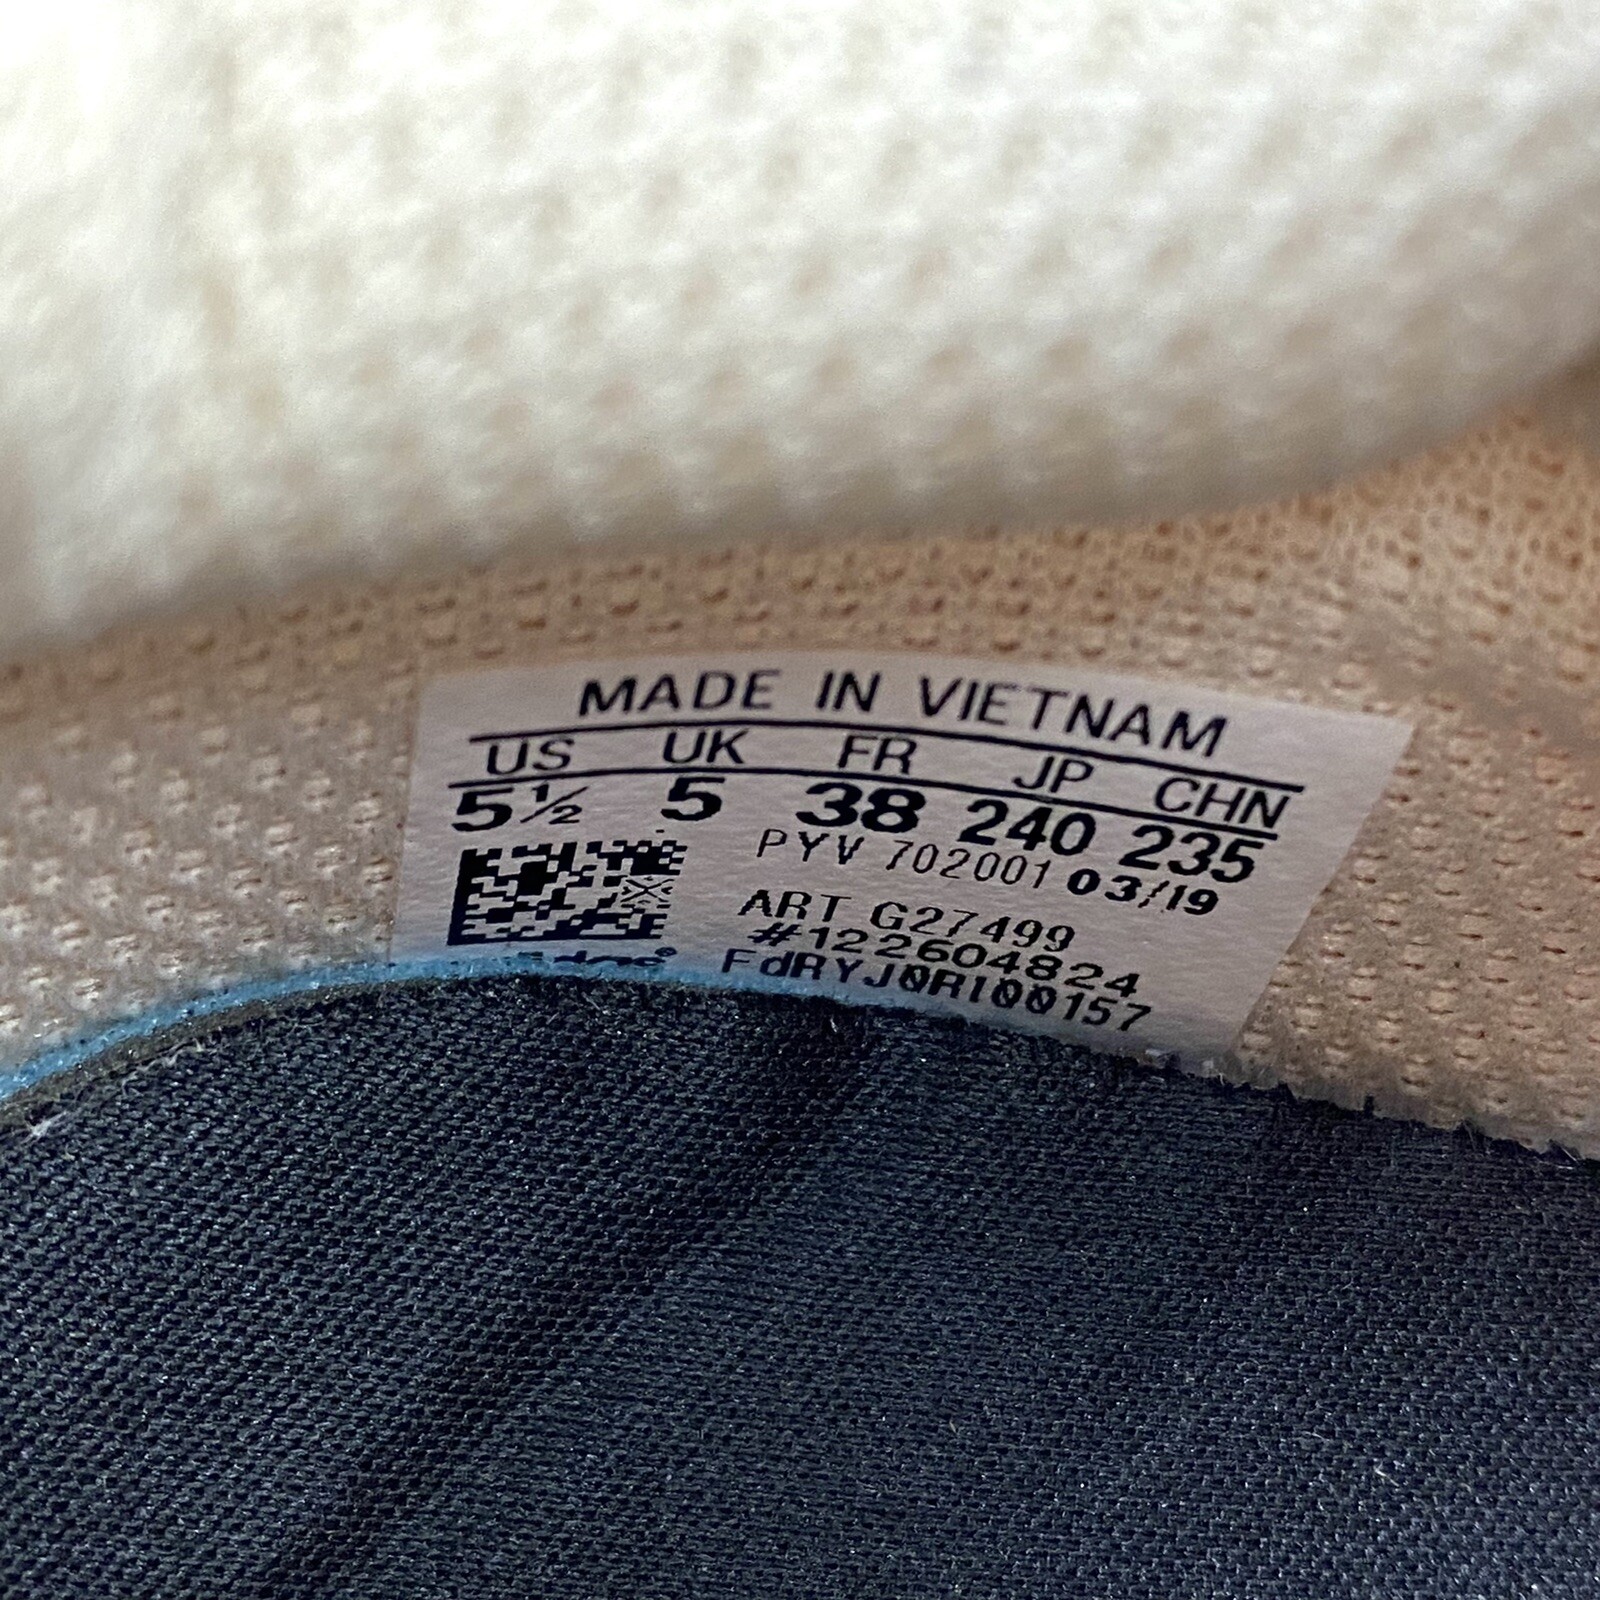 MADE IN VIETNAM
US UK FR JP CHN
5½ 5 38 240 235
PYV 702001 03/19
ART G27499
#122604824
FdRYJ0RI00157